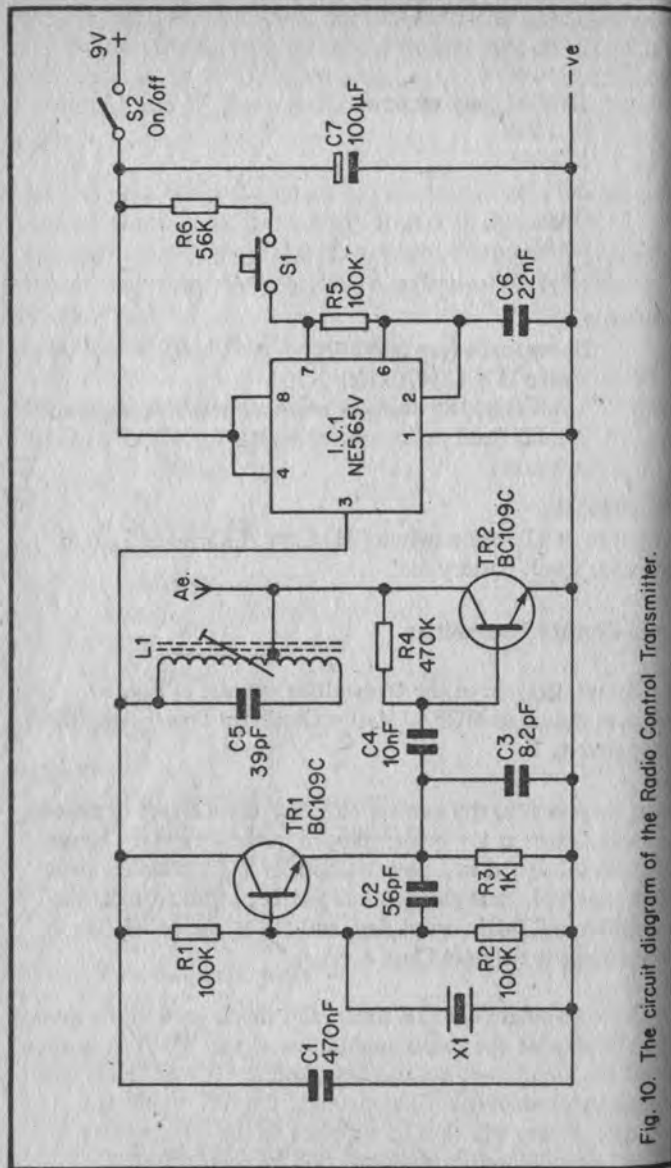 9V +
S2
On/off
R6
56K
C7
100µF
S1
R5
100K
C6
22nF
-ve
7
6
8
4
2
1
3
I.C.1
NE565V
Ae.
L1
C5
39pF
R4
470K
TR2
BC109C
C4
10nF
C3
8·2pF
TR1
BC109C
C2
56pF
R3
1K
R1
100K
R2
100K
X1
C1
470nF
Fig. 10. The circuit diagram of the Radio Control Transmitter.